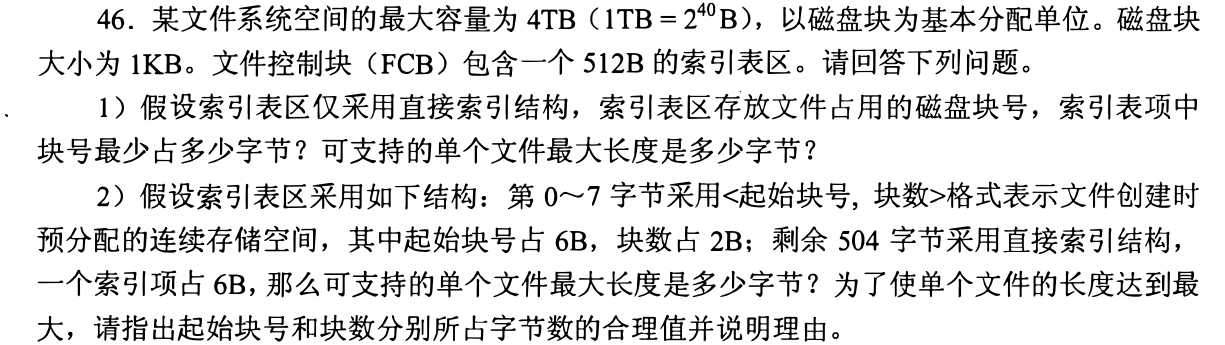 46．某文件系统空间的最大容量为 4TB（1TB = 2⁴⁰B），以磁盘块为基本分配单位。磁盘块
大小为 1KB。文件控制块（FCB）包含一个 512B 的索引表区。请回答下列问题。
1）假设索引表区仅采用直接索引结构，索引表区存放文件占用的磁盘块号，索引表项中
块号最少占多少字节？可支持的单个文件最大长度是多少字节？
2）假设索引表区采用如下结构：第 0～7 字节采用<起始块号, 块数>格式表示文件创建时
预分配的连续存储空间，其中起始块号占 6B，块数占 2B；剩余 504 字节采用直接索引结构，
一个索引项占 6B，那么可支持的单个文件最大长度是多少字节？为了使单个文件的长度达到最
大，请指出起始块号和块数分别所占字节数的合理值并说明理由。